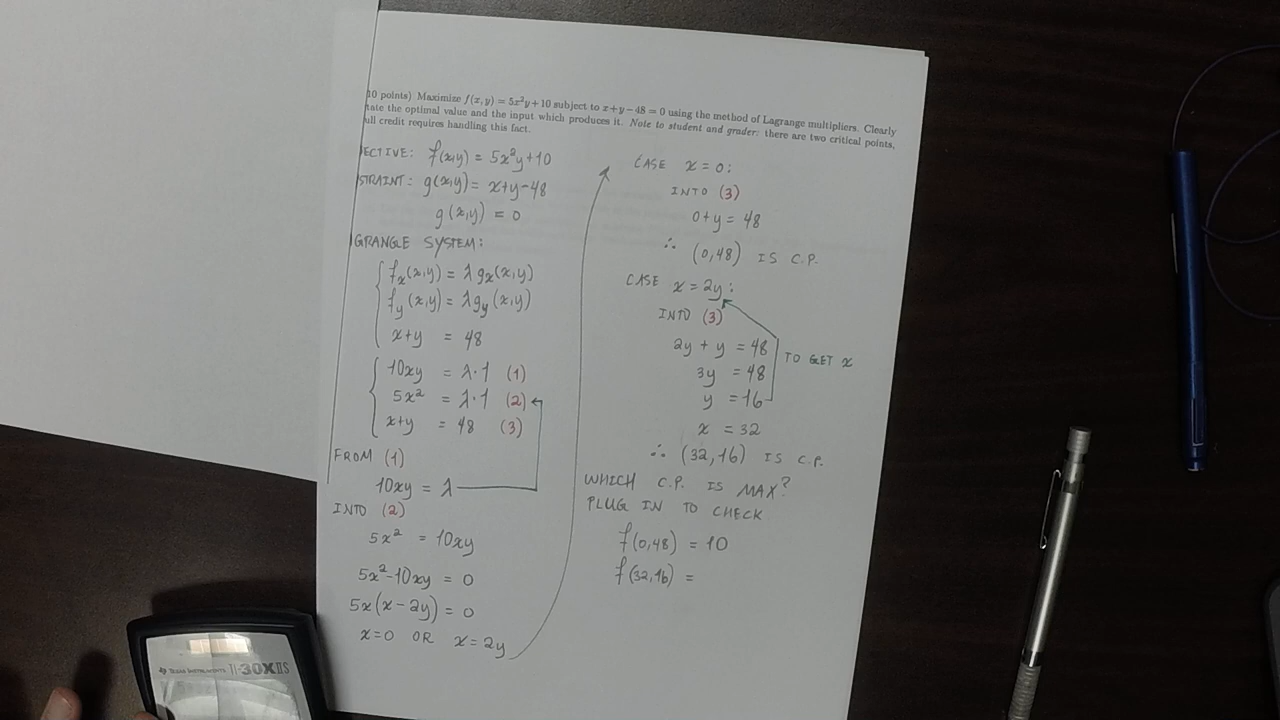 10 points) Maximize f(x, y) = 5x²y + 10 subject to x + y − 48 = 0 using the method of Lagrange multipliers. Clearly
tate the optimal value and the input which produces it. Note to student and grader: there are two critical points,
ull credit requires handling this fact.
ECTIVE: f(x,y) = 5x²y+10
STRAINT: g(x,y) = x+y-48
g(x,y) = 0
GRANGLE SYSTEM:
fx(x,y) = λ gx(x,y)
fy(x,y) = λ gy(x,y)
x+y = 48
10xy = λ·1 (1)
5x² = λ·1 (2)
x+y = 48 (3)
FROM (1)
10xy = λ
INTO (2)
5x² = 10xy
5x²-10xy = 0
5x(x-2y) = 0
x=0 OR x=2y
CASE x=0:
INTO (3)
0+y = 48
∴ (0,48) IS C.P.
CASE x=2y:
INTO (3)
2y + y = 48
3y = 48
y = 16
TO GET x
x = 32
∴ (32,16) IS C.P.
WHICH C.P. IS MAX?
PLUG IN TO CHECK
f(0,48) = 10
f(32,16) =
TEXAS INSTRUMENTS TI-30XIIS